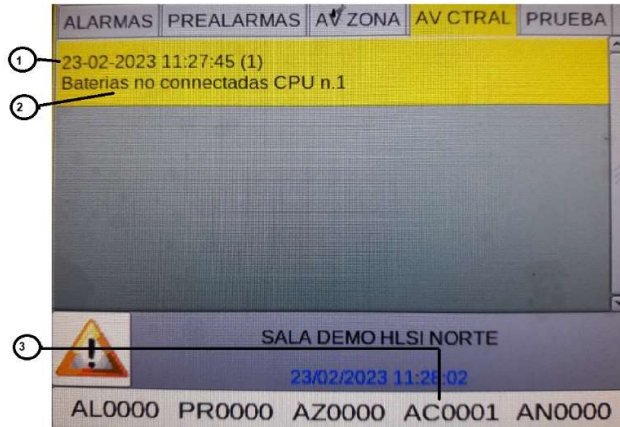 ALARMAS PREALARMAS AV ZONA AV CTRAL PRUEBA
1 23-02-2023 11:27:45 (1)
2 Baterias no connectadas CPU n.1
SALA DEMO HLSI NORTE
3
23/02/2023 11:28:02
AL0000 PR0000 AZ0000 AC0001 AN0000